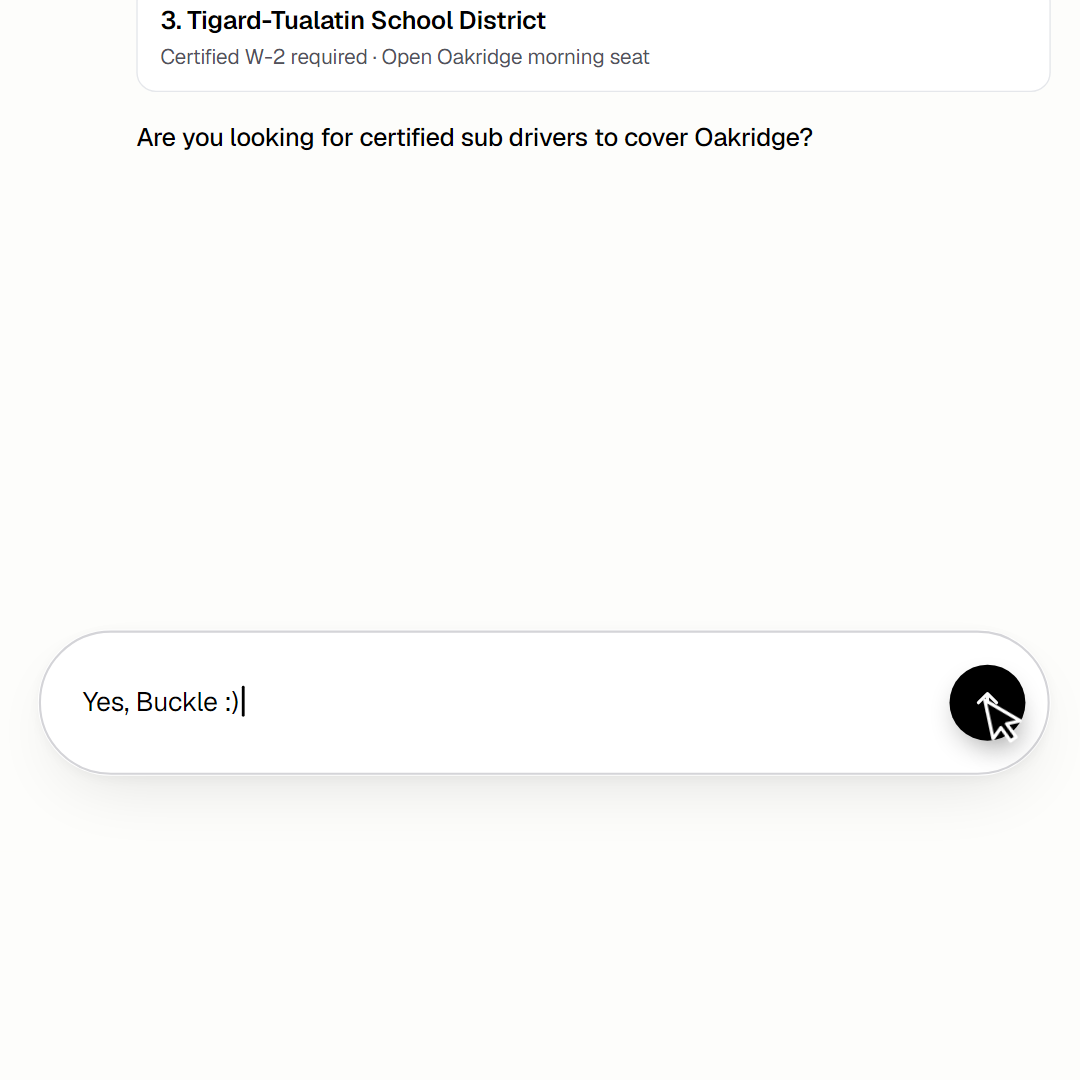 3. Tigard-Tualatin School District
Certified W-2 required · Open Oakridge morning seat
Are you looking for certified sub drivers to cover Oakridge?
Yes, Buckle :)